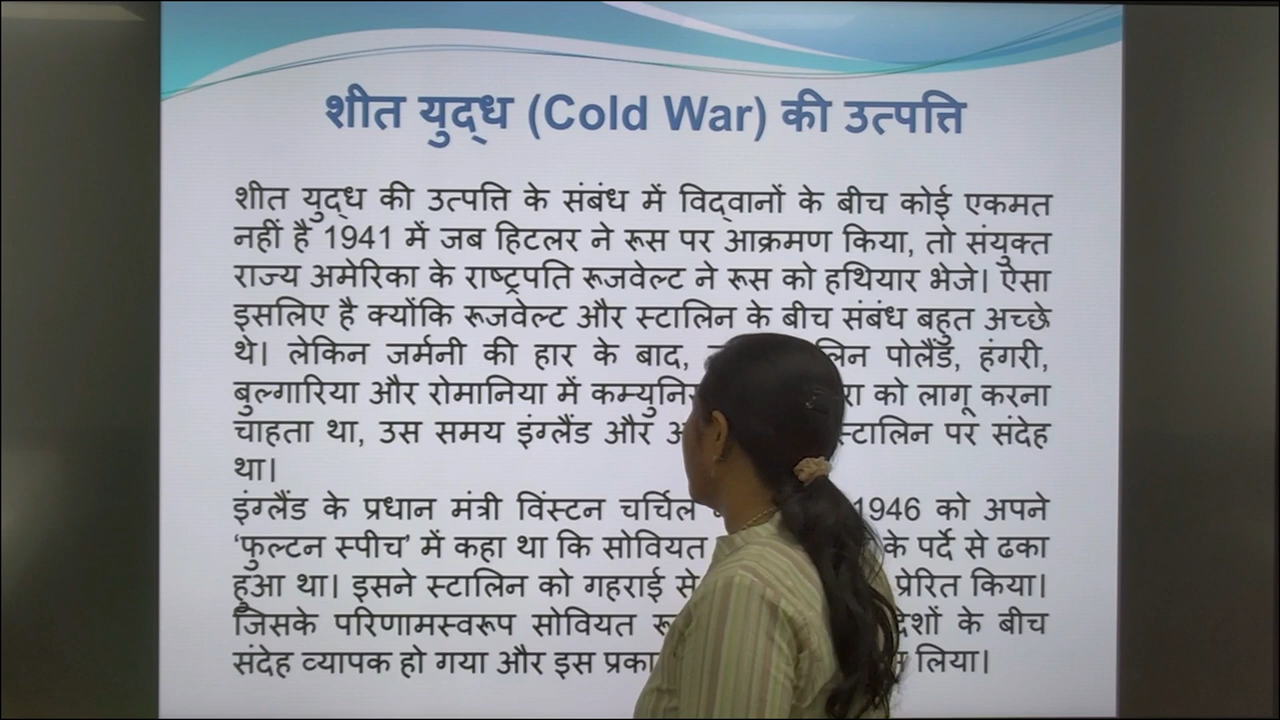 शीत युद्ध (Cold War) की उत्पत्ति
शीत युद्ध की उत्पत्ति के संबंध में विद्वानों के बीच कोई एकमत
नहीं है 1941 में जब हिटलर ने रूस पर आक्रमण किया, तो संयुक्त
राज्य अमेरिका के राष्ट्रपति रूजवेल्ट ने रूस को हथियार भेजे। ऐसा
इसलिए है क्योंकि रूजवेल्ट और स्टालिन के बीच संबंध बहुत अच्छे
थे। लेकिन जर्मनी की हार के बाद, पोलैंड, हंगरी,
बुल्गारिया और रोमानिया में को लागू करना
चाहता था, उस समय इंग्लैंड और स्टालिन पर संदेह
था।
इंग्लैंड के प्रधान मंत्री विंस्टन चर्चिल 1946 को अपने
‘फुल्टन स्पीच’ में कहा था कि सोवियत के पर्दे से ढका
हुआ था। इसने स्टालिन को गहराई से प्रेरित किया।
जिसके परिणामस्वरूप सोवियत के बीच
संदेह व्यापक हो गया और इस लिया।